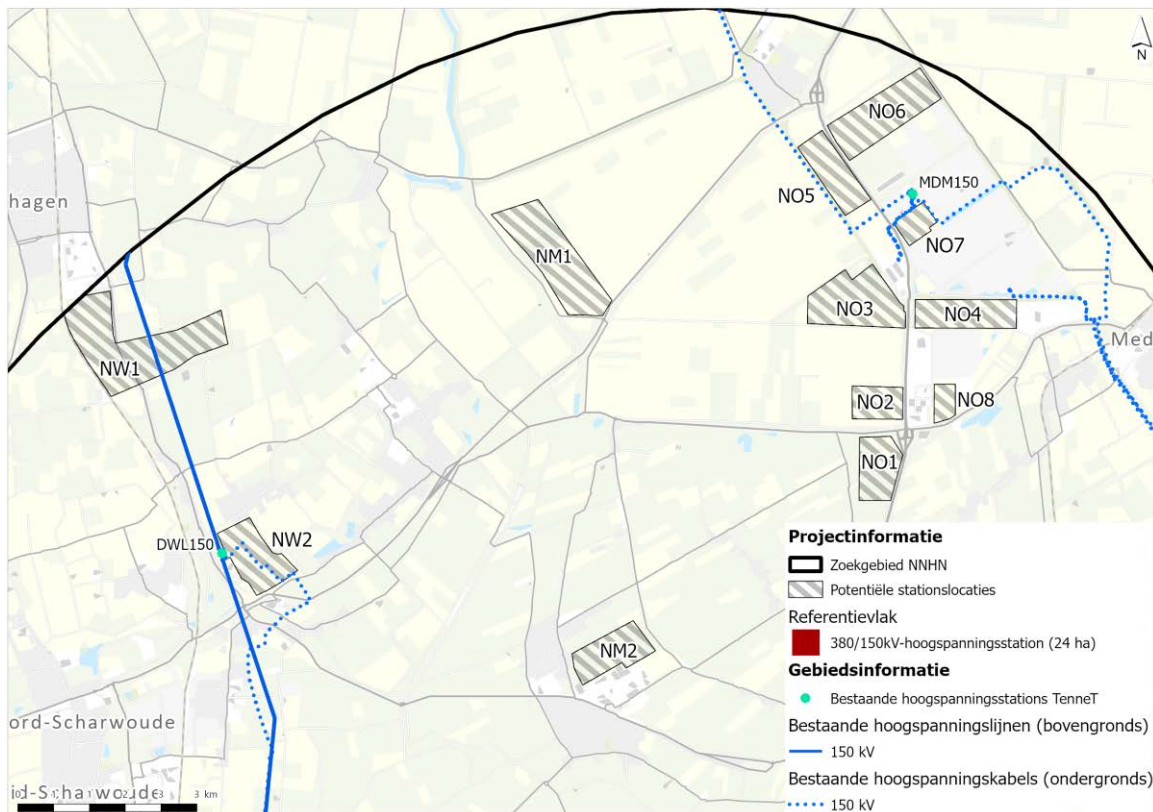 N
NO6
MDM150
NO5
hagen
NO7
NM1
NO3
NO4
Med
NW1
NO2
NO8
NO1
NW2
DWL150
NM2
ord-Scharwoude
id-Scharwoude
3 km
Projectinformatie
Zoekgebied NNHN
Potentiële stationslocaties
Referentievlak
380/150kV-hoogspanningsstation (24 ha)
Gebiedsinformatie
Bestaande hoogspanningsstations TenneT
Bestaande hoogspanningslijnen (bovengronds)
150 kV
Bestaande hoogspanningskabels (ondergronds)
150 kV